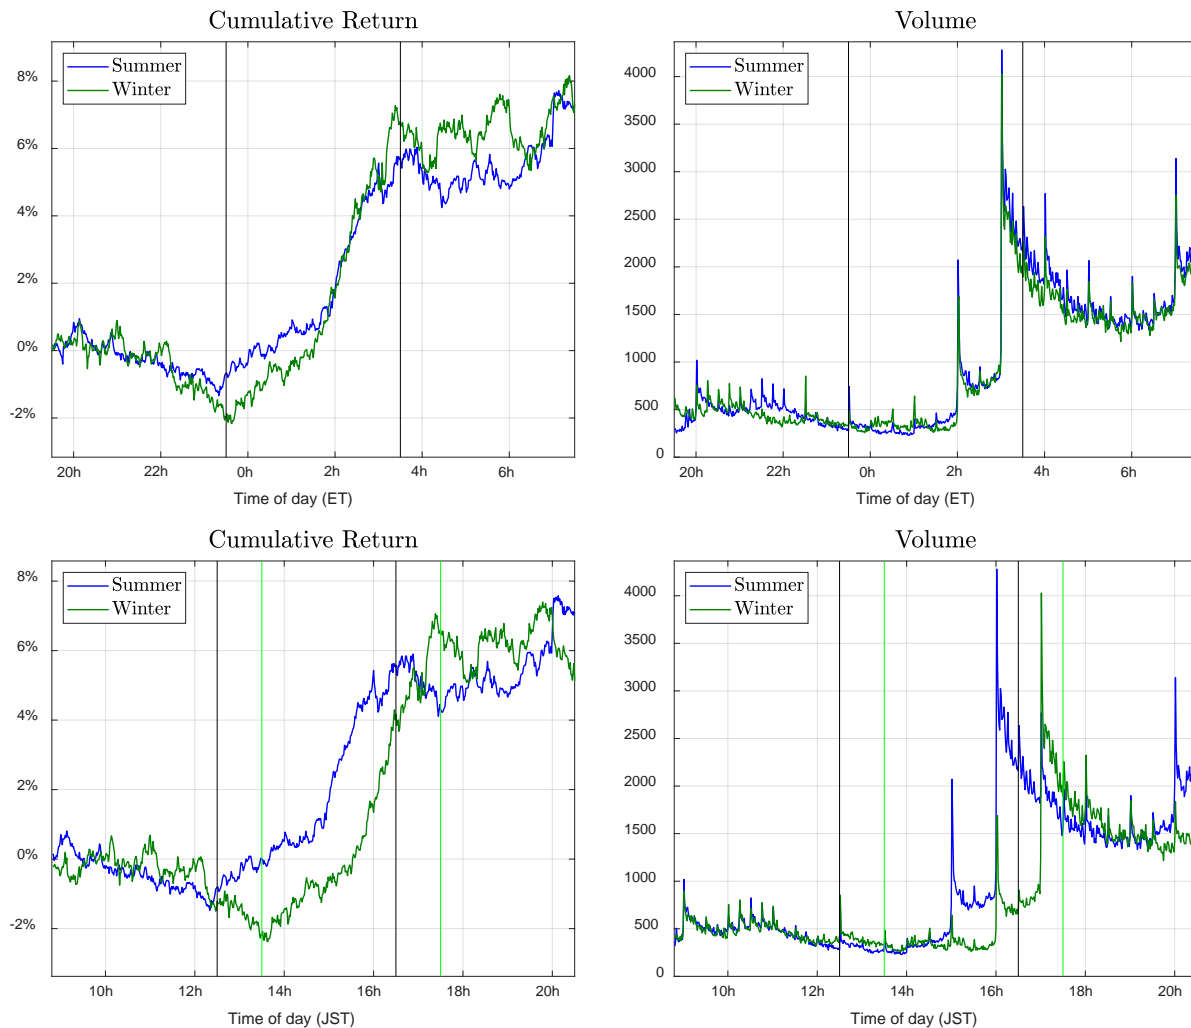 Cumulative Return
Summer
Winter
8%
6%
4%
2%
0%
-2%
20h 22h 0h 2h 4h 6h
Time of day (ET)
Volume
Summer
Winter
4000
3500
3000
2500
2000
1500
1000
500
0
20h 22h 0h 2h 4h 6h
Time of day (ET)
Cumulative Return
Summer
Winter
8%
6%
4%
2%
0%
-2%
10h 12h 14h 16h 18h 20h
Time of day (JST)
Volume
Summer
Winter
4000
3500
3000
2500
2000
1500
1000
500
0
10h 12h 14h 16h 18h 20h
Time of day (JST)